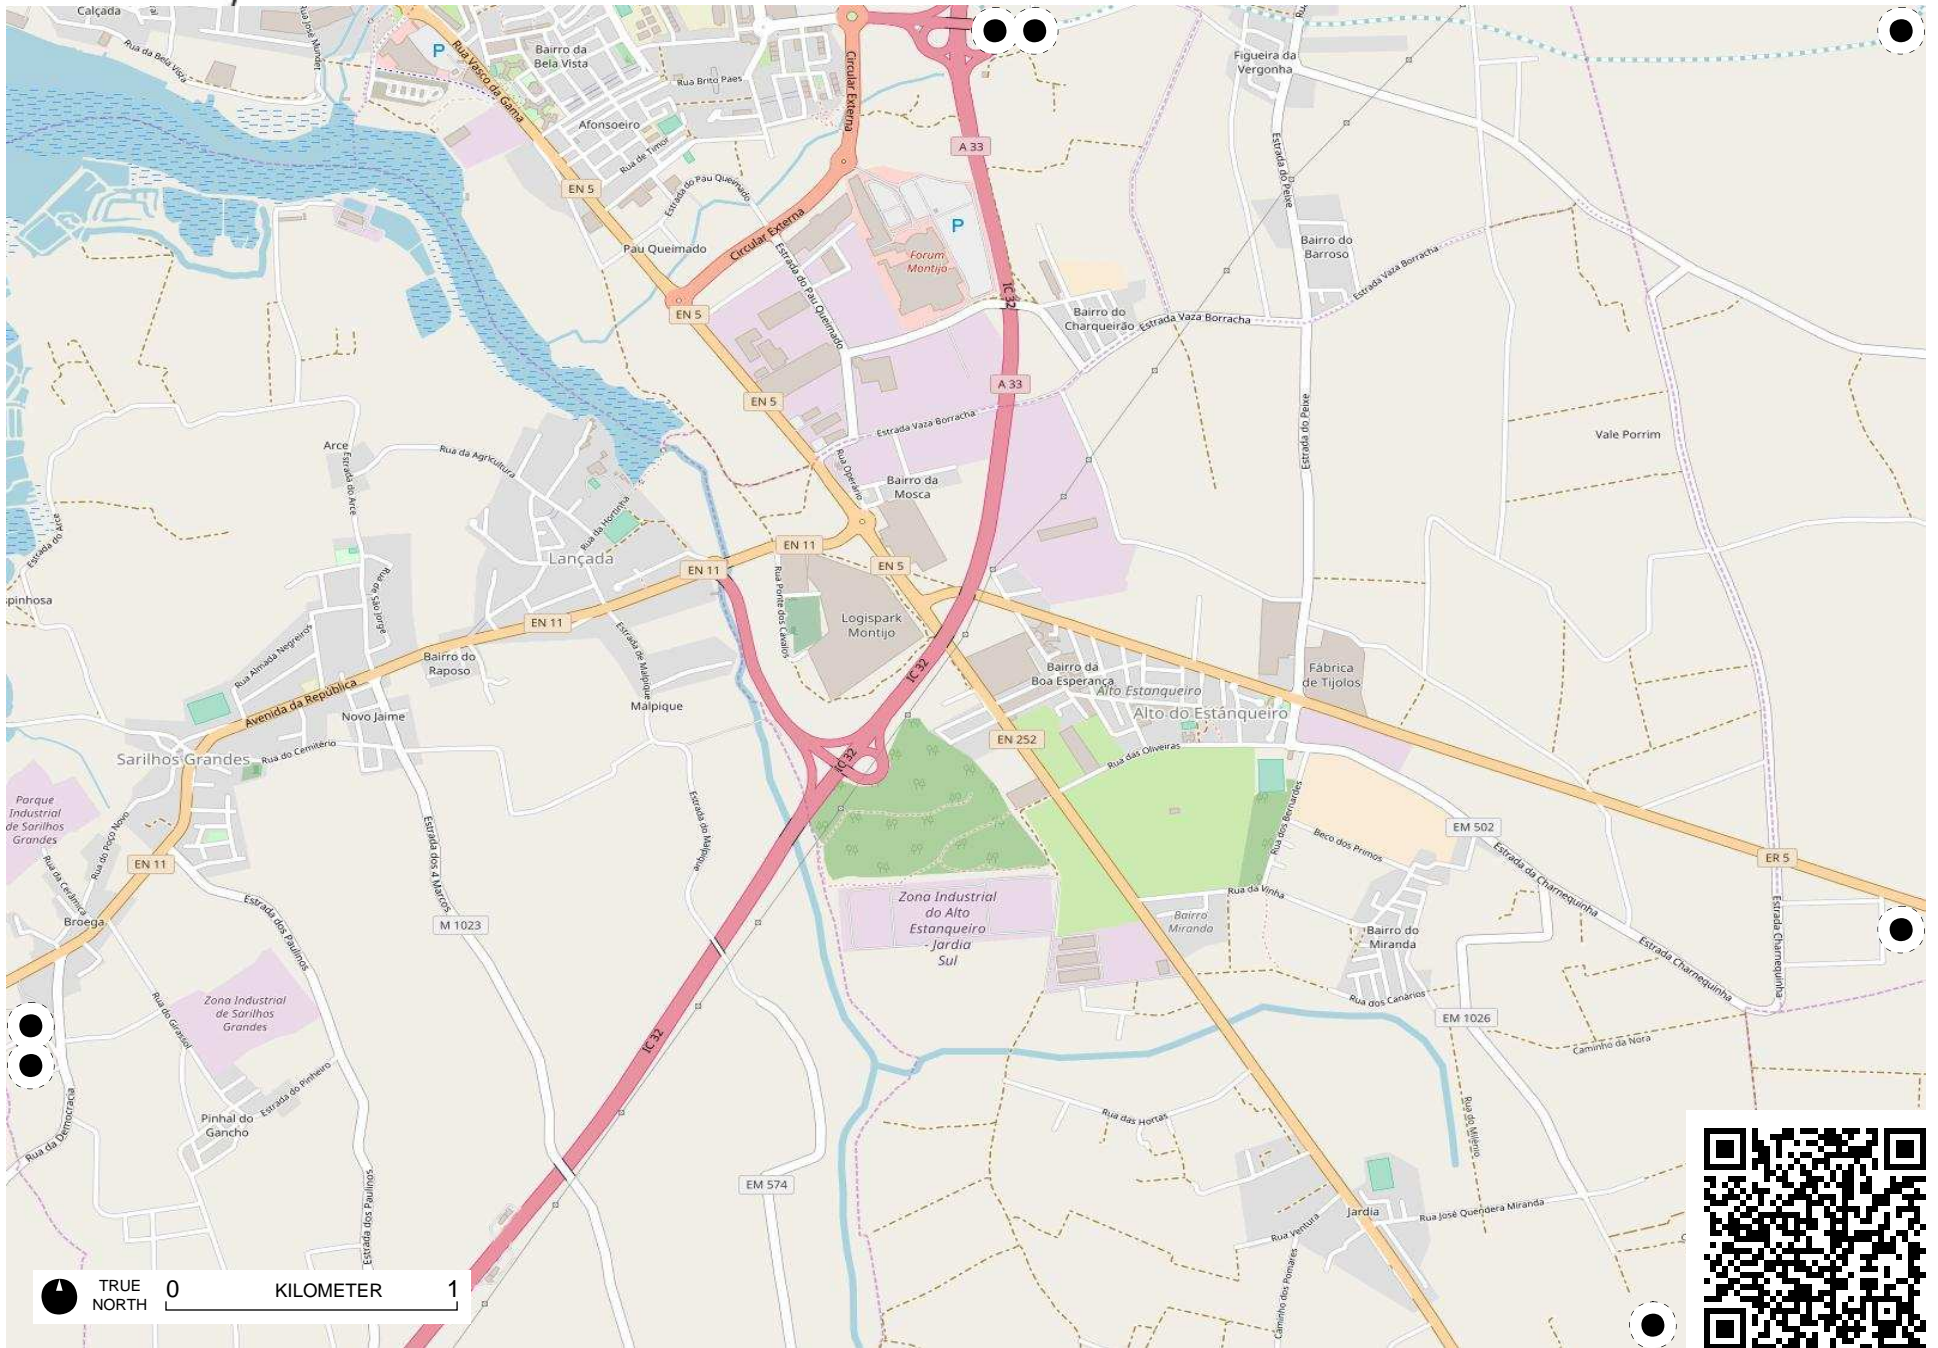 Calçada
Rua da Bela Vista
Rua José Mundet
P
Rua Vasco da Gama
Bairro da
Bela Vista
Rua Brito Paes
Circular Externa
Afonsoeiro
Rua de Timor
A 33
Figueira da
Vergonha
Estrada do Peixe
EN 5
Estrada do Pau Queimado
Pau Queimado
Circular Externa
P
Forum
Montijo
Bairro do
Barroso
Estrada Vaza Borracha
Estrada do Pau Queimado
IC 32
EN 5
Bairro do
Charqueirão
Estrada Vaza Borracha
A 33
EN 5
Estrada Vaza Borracha
Estrada do Peixe
Vale Porrim
Arce
Estrada do Arce
Rua da Agricultura
Rua Operário
Bairro da
Mosca
Rua da Hortinha
Estrada do Arce
Lançada
EN 11
EN 11
EN 5
Rua Ponte dos Cavalos
spinhosa
Rua de São Jorge
EN 11
Estrada de Malpique
Logispark
Montijo
Rua Almada Negreiros
Bairro do
Raposo
IC 32
Bairro da
Boa Esperança
Alto Estanqueiro
Fábrica
de Tijolos
Avenida da República
Novo Jaime
Malpique
Alto do Estánqueiro
EN 252
Sarilhos Grandes
Rua do Cemitério
IC 32
Rua das Oliveiras
Parque
Industrial
de Sarilhos
Grandes
Rua do Poço Novo
Estrada dos 4 Marcos
Estrada do Malpique
Rua dos Bernardes
Beco dos Primos
EM 502
Estrada da Charnequinha
ER 5
EN 11
Rua da Cerâmica
Estrada dos Paulinos
Broega
M 1023
Zona Industrial
do Alto
Estanqueiro
- Jardia
Sul
Rua da Vinha
Bairro
Miranda
Bairro do
Miranda
Estrada Charnequinha
Estrada Charnequinha
Zona Industrial
de Sarilhos
Grandes
Rua do Girassol
Rua dos Canários
EM 1026
IC 32
Caminho da Nora
Estrada do Pinheiro
Pinhal do
Gancho
Rua da Democracia
Rua das Hortas
Rua do Milénio
EM 574
Estrada dos Paulinos
Jardia
Rua José Quendera Miranda
Rua Ventura
Caminho dos Pomares
TRUE
NORTH
0 KILOMETER 1